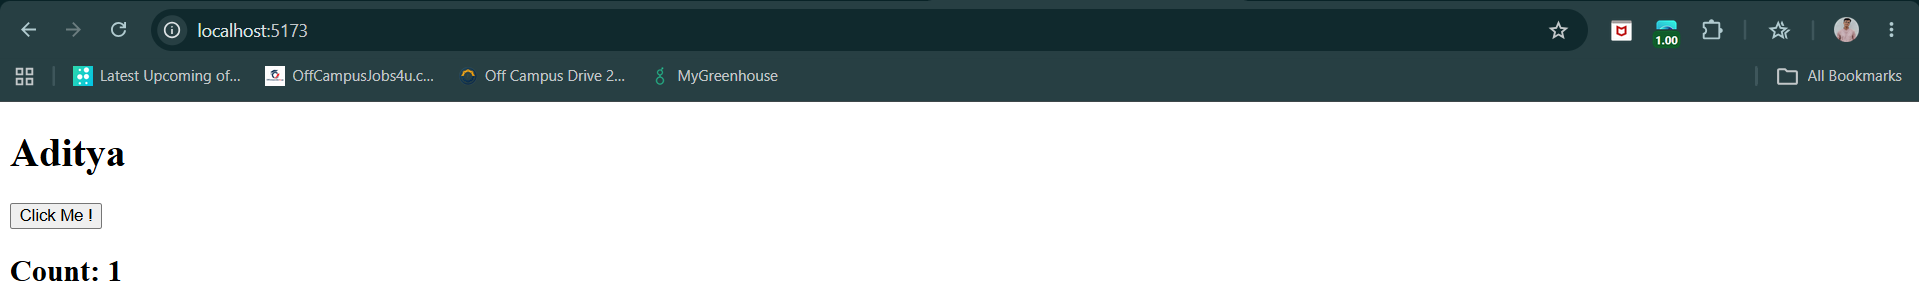 localhost:5173
1.00
Latest Upcoming of... OffCampusJobs4u.c... Off Campus Drive 2... MyGreenhouse All Bookmarks
Aditya
Click Me !
Count: 1